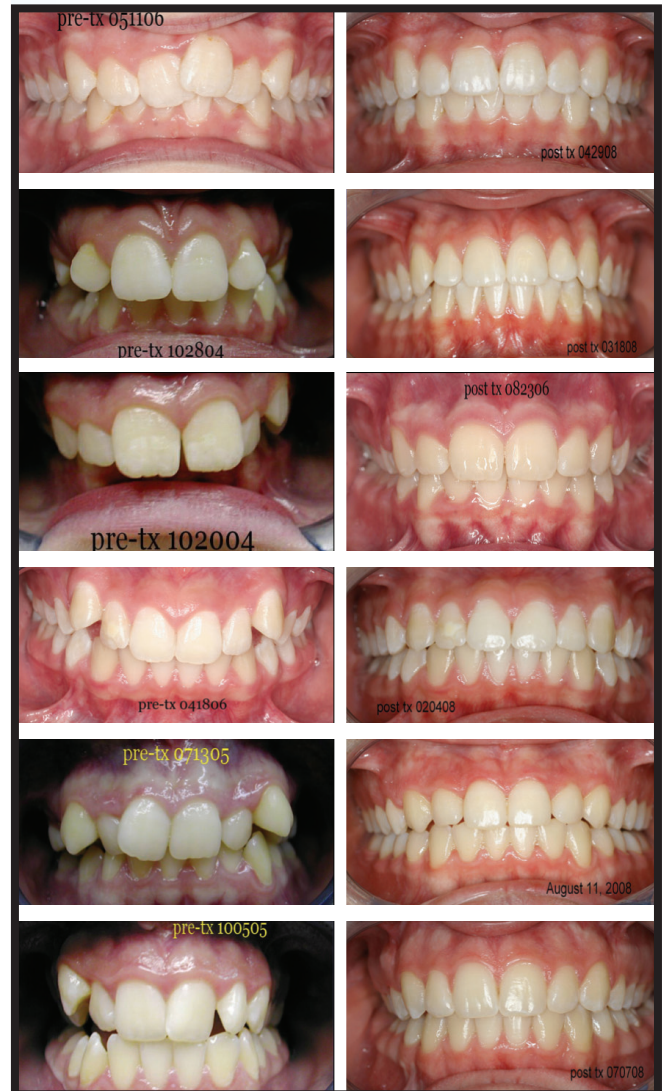 pre-tx 051106
post tx 042908
pre-tx 102804
post tx 031808
pre-tx 102004
post tx 082306
pre-tx 041806
post tx 020408
pre-tx 071305
August 11, 2008
pre-tx 100505
post tx 070708